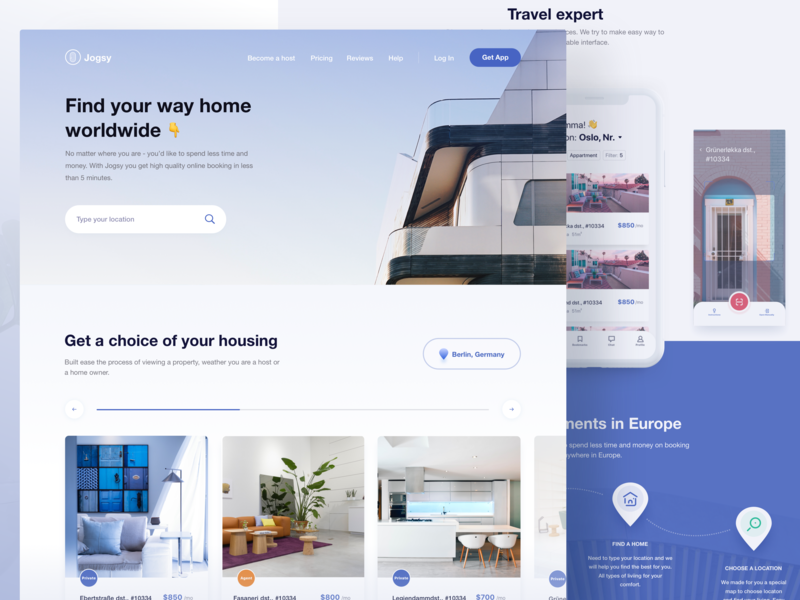 Travel expert
ces. We try to make easy way to
able interface.
Jogsy
Become a host
Pricing
Reviews
Help
Log In
Get App
Find your way home
worldwide 👇
No matter where you are - you'd like to spend less time and
money. With Jogsy you get high quality online booking in less
than 5 minutes.
Type your location
mma! 👋
on: Oslo, Nr.
Appartment
Filter: 5
dst., #10334
$850 /mo
nd dst., #10334
$850 /mo
Profile
Grünerløkka dst.,
#10334
Get a choice of your housing
Built ease the process of viewing a property, weather you are a host or
a home owner.
Berlin, Germany
Private
Ebertstraße dst., #10334
$850 /mo
Agent
Fasaneri dst., #10334
$800 /mo
Private
Legiendammdst., #10334
$700 /mo
Private
Grüne
ments in Europe
spend less time and money on booking
ywhere in Europe.
FIND A HOME
Need to type your location and we
will help you find the best for you.
All types of living for your
comfort.
CHOOSE A LOCATION
We made for you a special
map to choose locaton